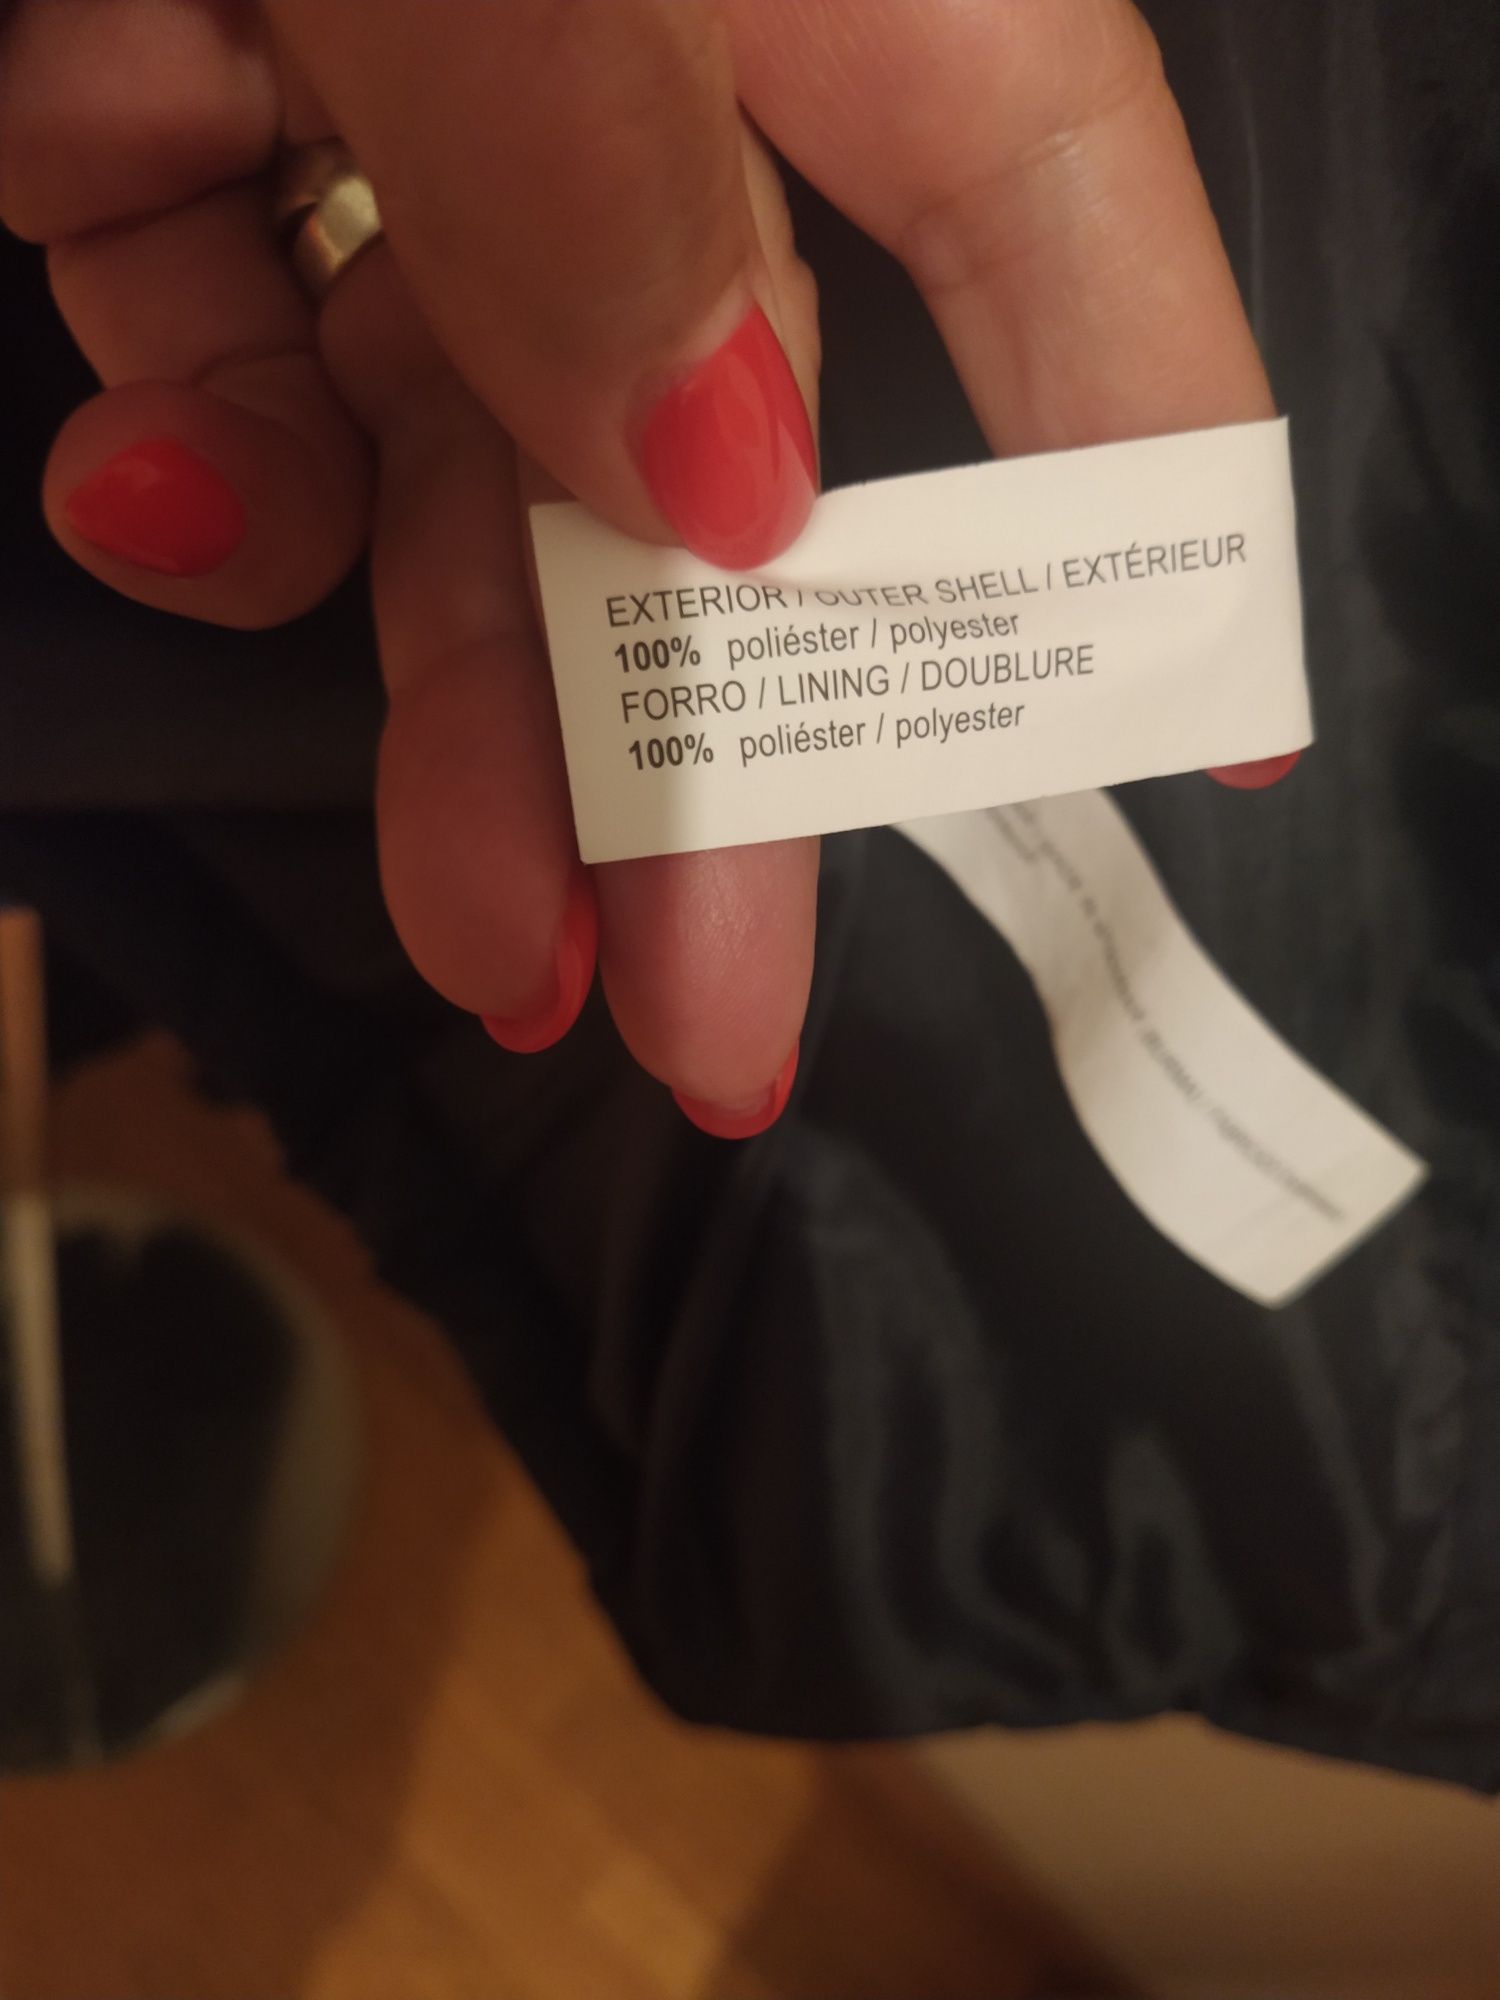 EXTERIOR / OUTER SHELL / EXTÉRIEUR
100% poliéster / polyester
FORRO / LINING / DOUBLURE
100% poliéster / polyester